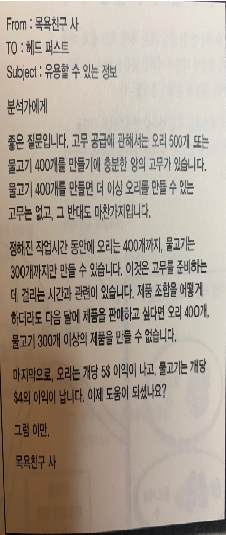 From : 목욕친구 사
TO : 헤드 퍼스트
Subject : 유용할 수 있는 정보
분석가에게
좋은 질문입니다. 고무 공급에 관해서는 오리 500개 또는
물고기 400개를 만들기에 충분한 양의 고무가 있습니다.
물고기 400개를 만들면 더 이상 오리를 만들 수 있는
고무는 없고, 그 반대도 마찬가지입니다.
정해진 작업시간 동안에 오리는 400개까지, 물고기는
300개까지만 만들 수 있습니다. 이것은 고무를 준비하는
데 걸리는 시간과 관련이 있습니다. 제품 조합을 어떻게
하더라도 다음 달에 제품을 판매하고 싶다면 오리 400개,
물고기 300개 이상의 제품을 만들 수 없습니다.
마지막으로, 오리는 개당 5$ 이익이 나고, 물고기는 개당
$4의 이익이 납니다. 이제 도움이 되셨나요?
그럼 이만.
목욕친구 사